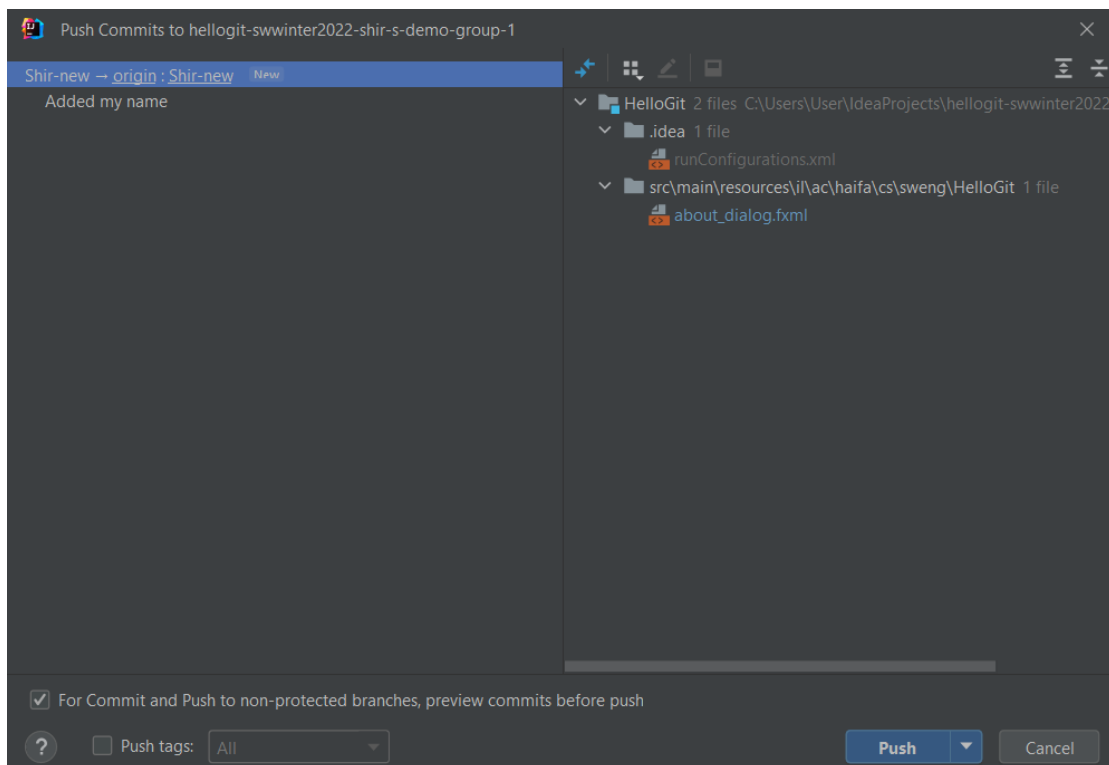 Push Commits to hellogit-swwinter2022-shir-s-demo-group-1
Shir-new → origin : Shir-new New
Added my name
HelloGit 2 files C:\Users\User\IdeaProjects\hellogit-swwinter2022
.idea 1 file
runConfigurations.xml
src\main\resources\il\ac\haifa\cs\sweng\HelloGit 1 file
about_dialog.fxml
For Commit and Push to non-protected branches, preview commits before push
? Push tags: All Push Cancel